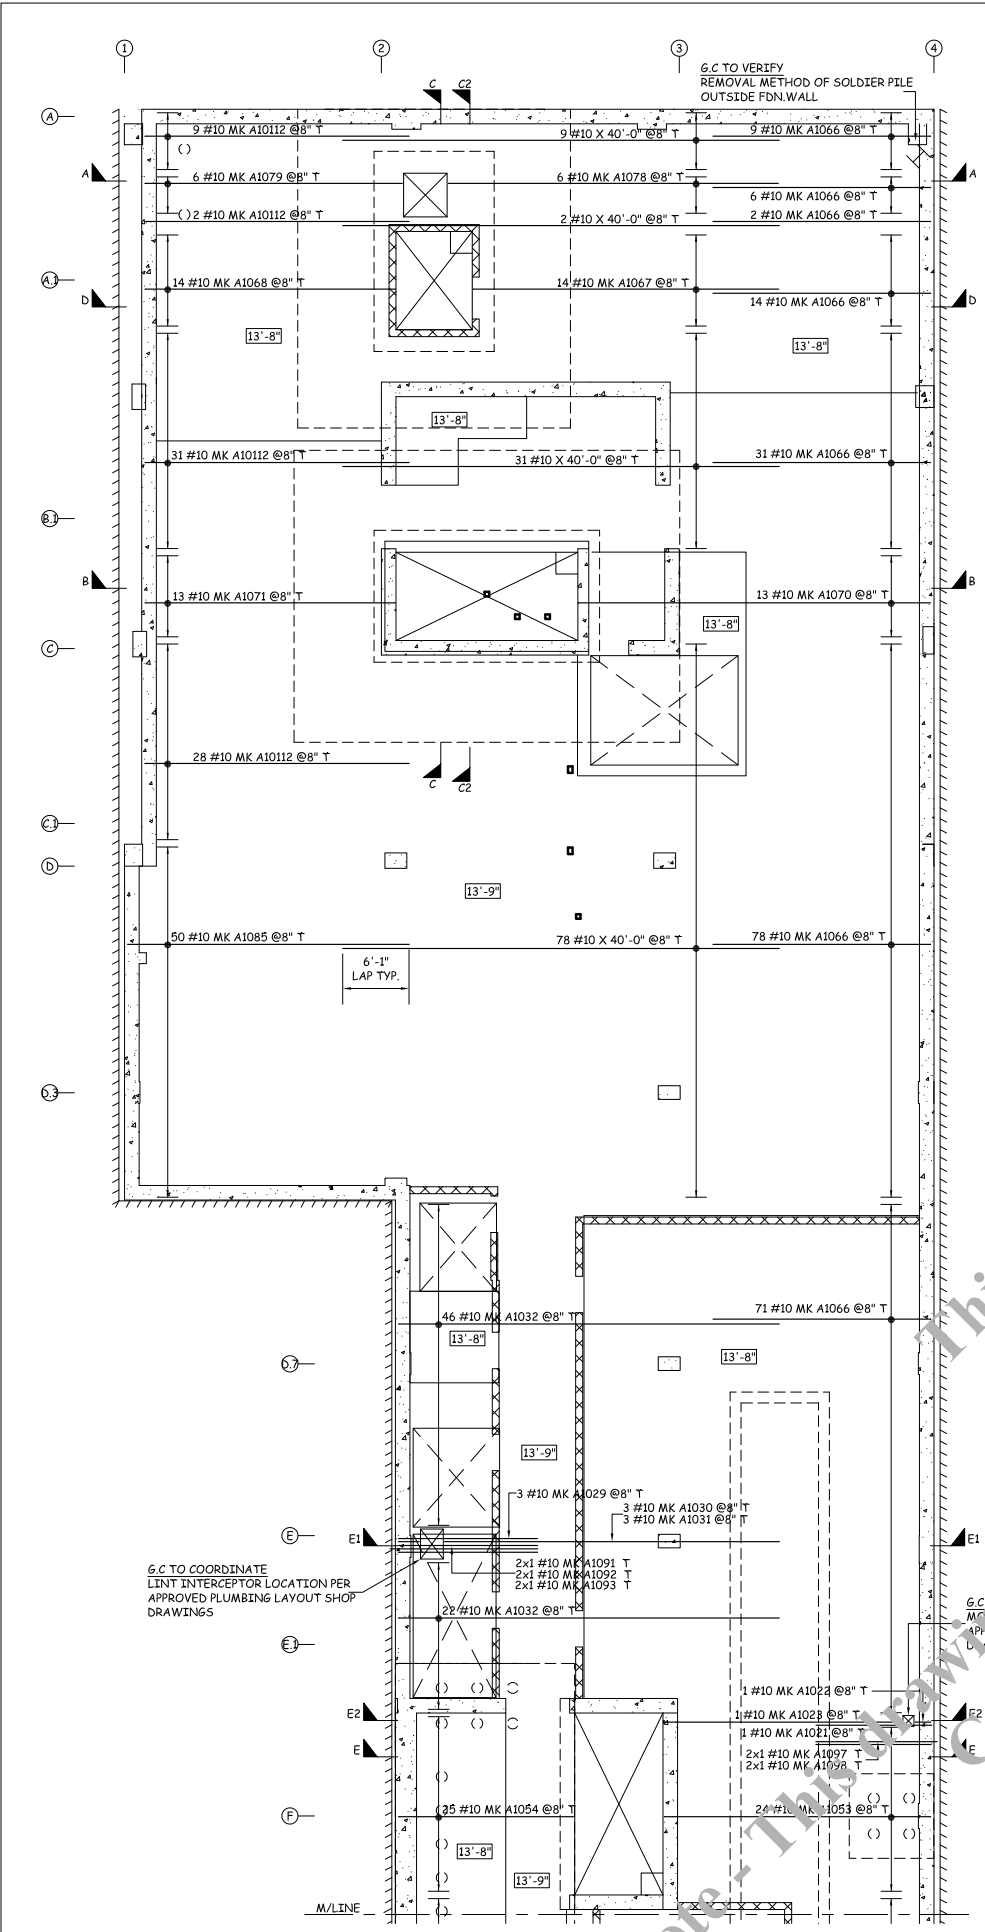 1
2
3
4
G.C TO VERIFY
REMOVAL METHOD OF SOLDIER PILE
OUTSIDE FDN.WALL
C
C2
A
9 #10 MK A10112 @8" T
9 #10 X 40'-0" @8" T
9 #10 MK A1066 @8" T
( )
A
6 #10 MK A1079 @8" T
6 #10 MK A1078 @8" T
A
6 #10 MK A1066 @8" T
( ) 2 #10 MK A10112 @8" T
2 #10 X 40'-0" @8" T
2 #10 MK A1066 @8" T
A.1
14 #10 MK A1068 @8" T
14 #10 MK A1067 @8" T
D
14 #10 MK A1066 @8" T
D
13'-8"
13'-8"
13'-8"
31 #10 MK A10112 @8" T
31 #10 X 40'-0" @8" T
31 #10 MK A1066 @8" T
B.1
B
13 #10 MK A1071 @8" T
13 #10 MK A1070 @8" T
B
13'-8"
C
28 #10 MK A10112 @8" T
C
C2
C.1
D
13'-9"
50 #10 MK A1085 @8" T
78 #10 X 40'-0" @8" T
78 #10 MK A1066 @8" T
6'-1"
LAP TYP.
D.3
46 #10 MK A1032 @8" T
71 #10 MK A1066 @8" T
13'-8"
13'-8"
D.7
13'-9"
3 #10 MK A1029 @8" T
3 #10 MK A1030 @8" T
3 #10 MK A1031 @8" T
E
E1
E1
2x1 #10 MK A1091 T
2x1 #10 MK A1092 T
2x1 #10 MK A1093 T
G.C TO COORDINATE
LINT INTERCEPTOR LOCATION PER
APPROVED PLUMBING LAYOUT SHOP
DRAWINGS
22 #10 MK A1032 @8" T
G.C
E.1
1 #10 MK A1022 @8" T
( ) ( ) ( )
E2
1 #10 MK A1023 @8" T
E2
( ) ( ) ( )
1 #10 MK A1021 @8" T
E
2x1 #10 MK A1097 T
E
2x1 #10 MK A1098 T
( )
( ) ( )
F
25 #10 MK A1054 @8" T
24 #10 MK A1053 @8" T
( )
( ) ( )
13'-8"
13'-9"
( )
M/LINE
( )
This
- This drawin
C